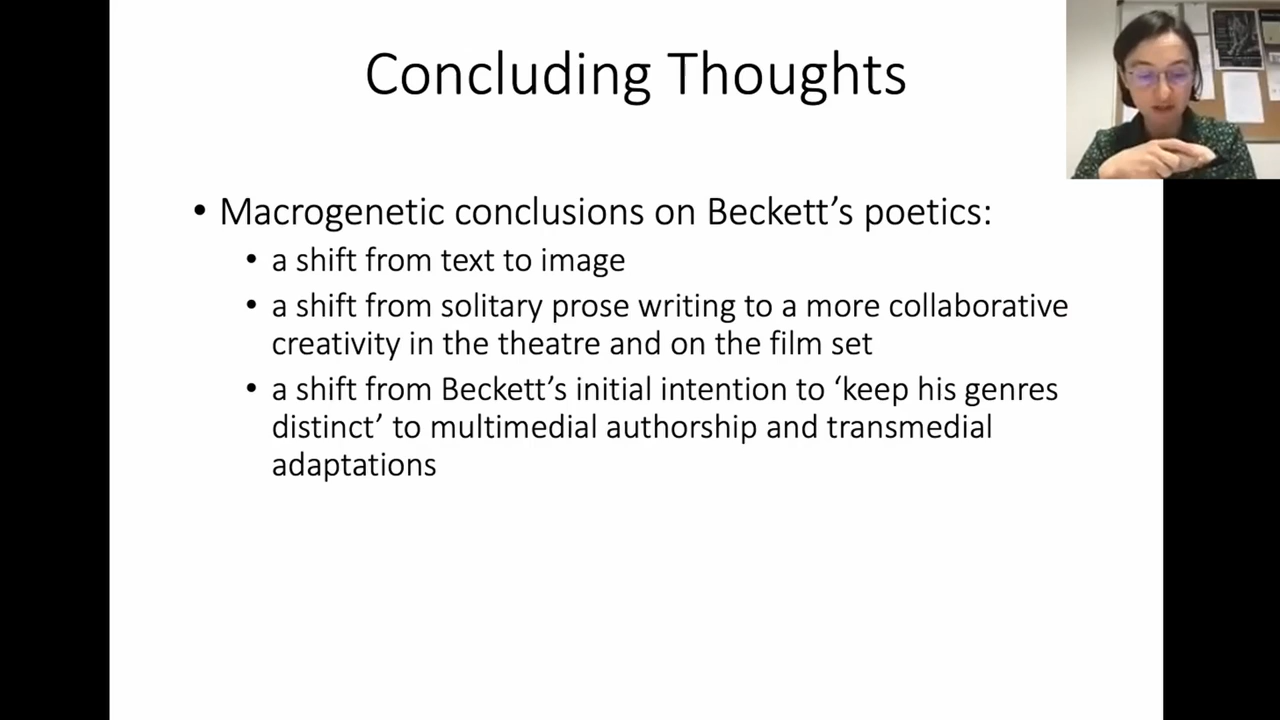 Concluding Thoughts
• Macrogenetic conclusions on Beckett’s poetics:
• a shift from text to image
• a shift from solitary prose writing to a more collaborative
creativity in the theatre and on the film set
• a shift from Beckett’s initial intention to ‘keep his genres
distinct’ to multimedial authorship and transmedial
adaptations